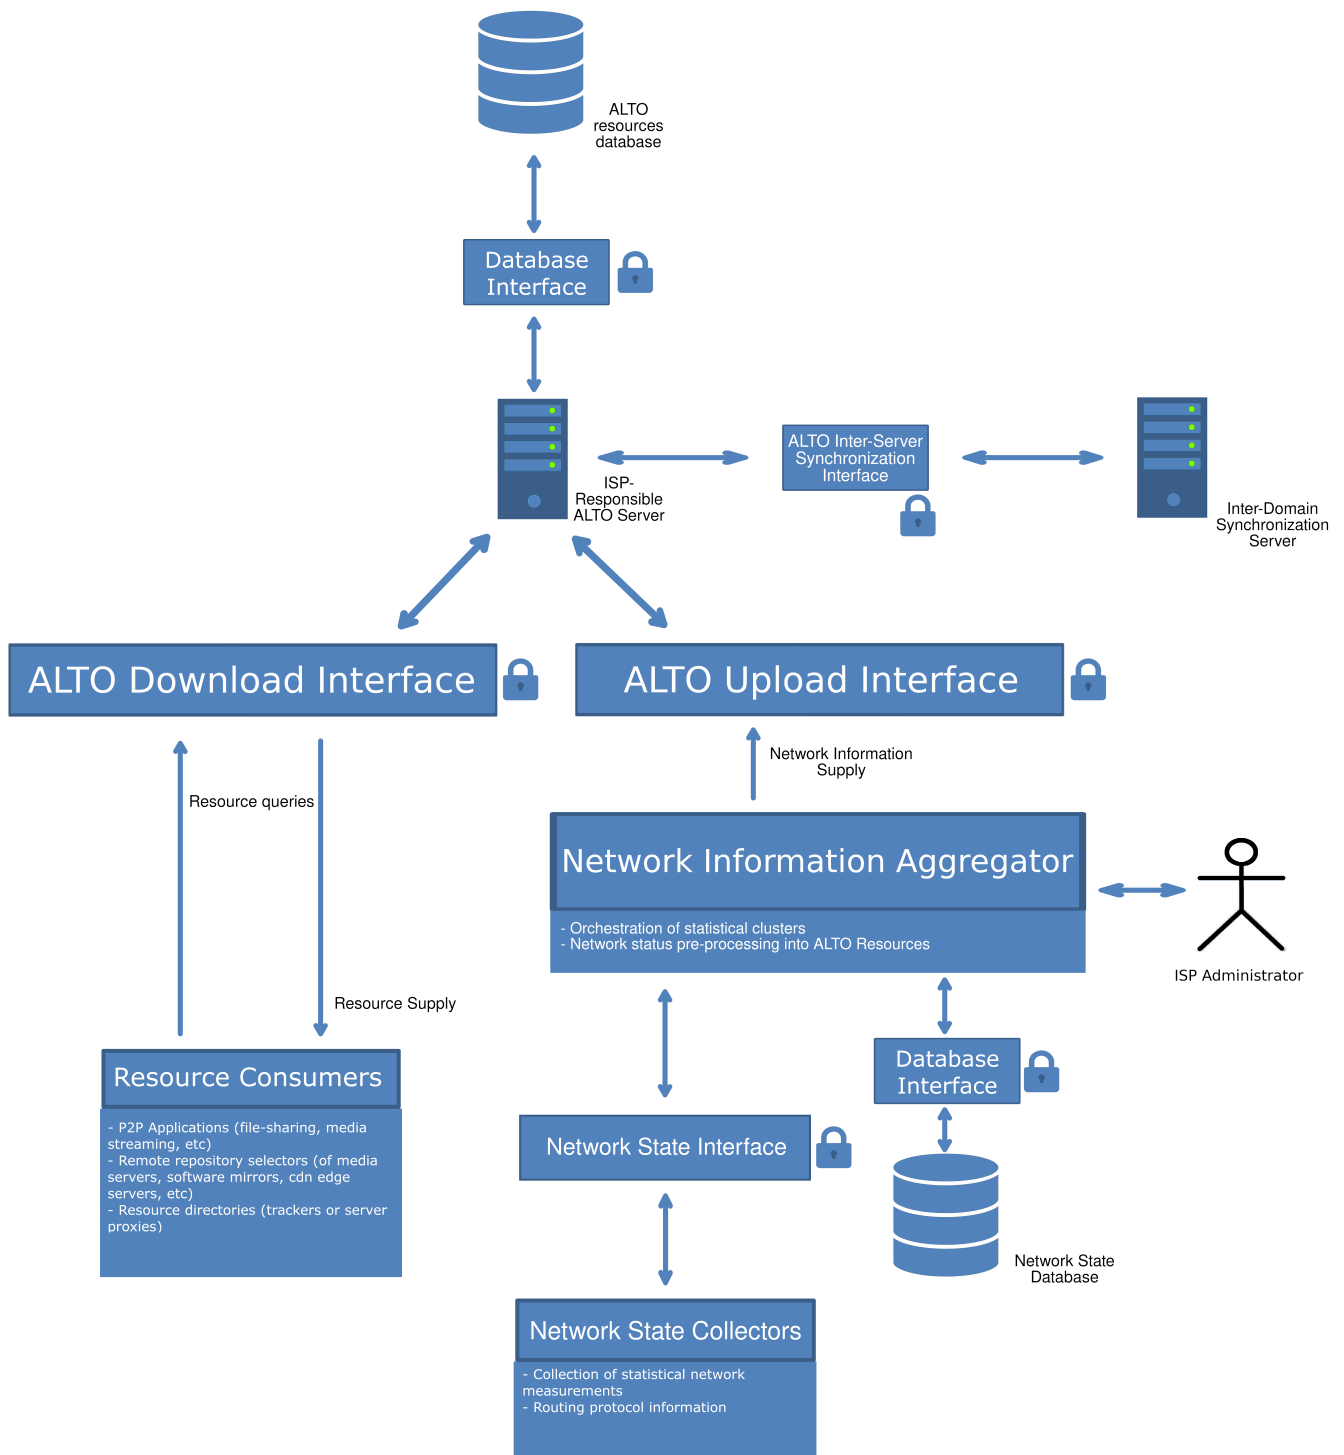 ALTO
resources
database
Database
Interface
ALTO Inter-Server
Synchronization
Interface
ISP-
Responsible
ALTO Server
Inter-Domain
Synchronization
Server
ALTO Download Interface
ALTO Upload Interface
Network Information
Supply
Resource queries
Network Information Aggregator
- Orchestration of statistical clusters
- Network status pre-processing into ALTO Resources
ISP Administrator
Resource Supply
Database
Interface
Resource Consumers
- P2P Applications (file-sharing, media
streaming, etc)
- Remote repository selectors (of media
servers, software mirrors, cdn edge
servers, etc)
- Resource directories (trackers or server
proxies)
Network State Interface
Network State
Database
Network State Collectors
- Collection of statistical network
measurements
- Routing protocol information